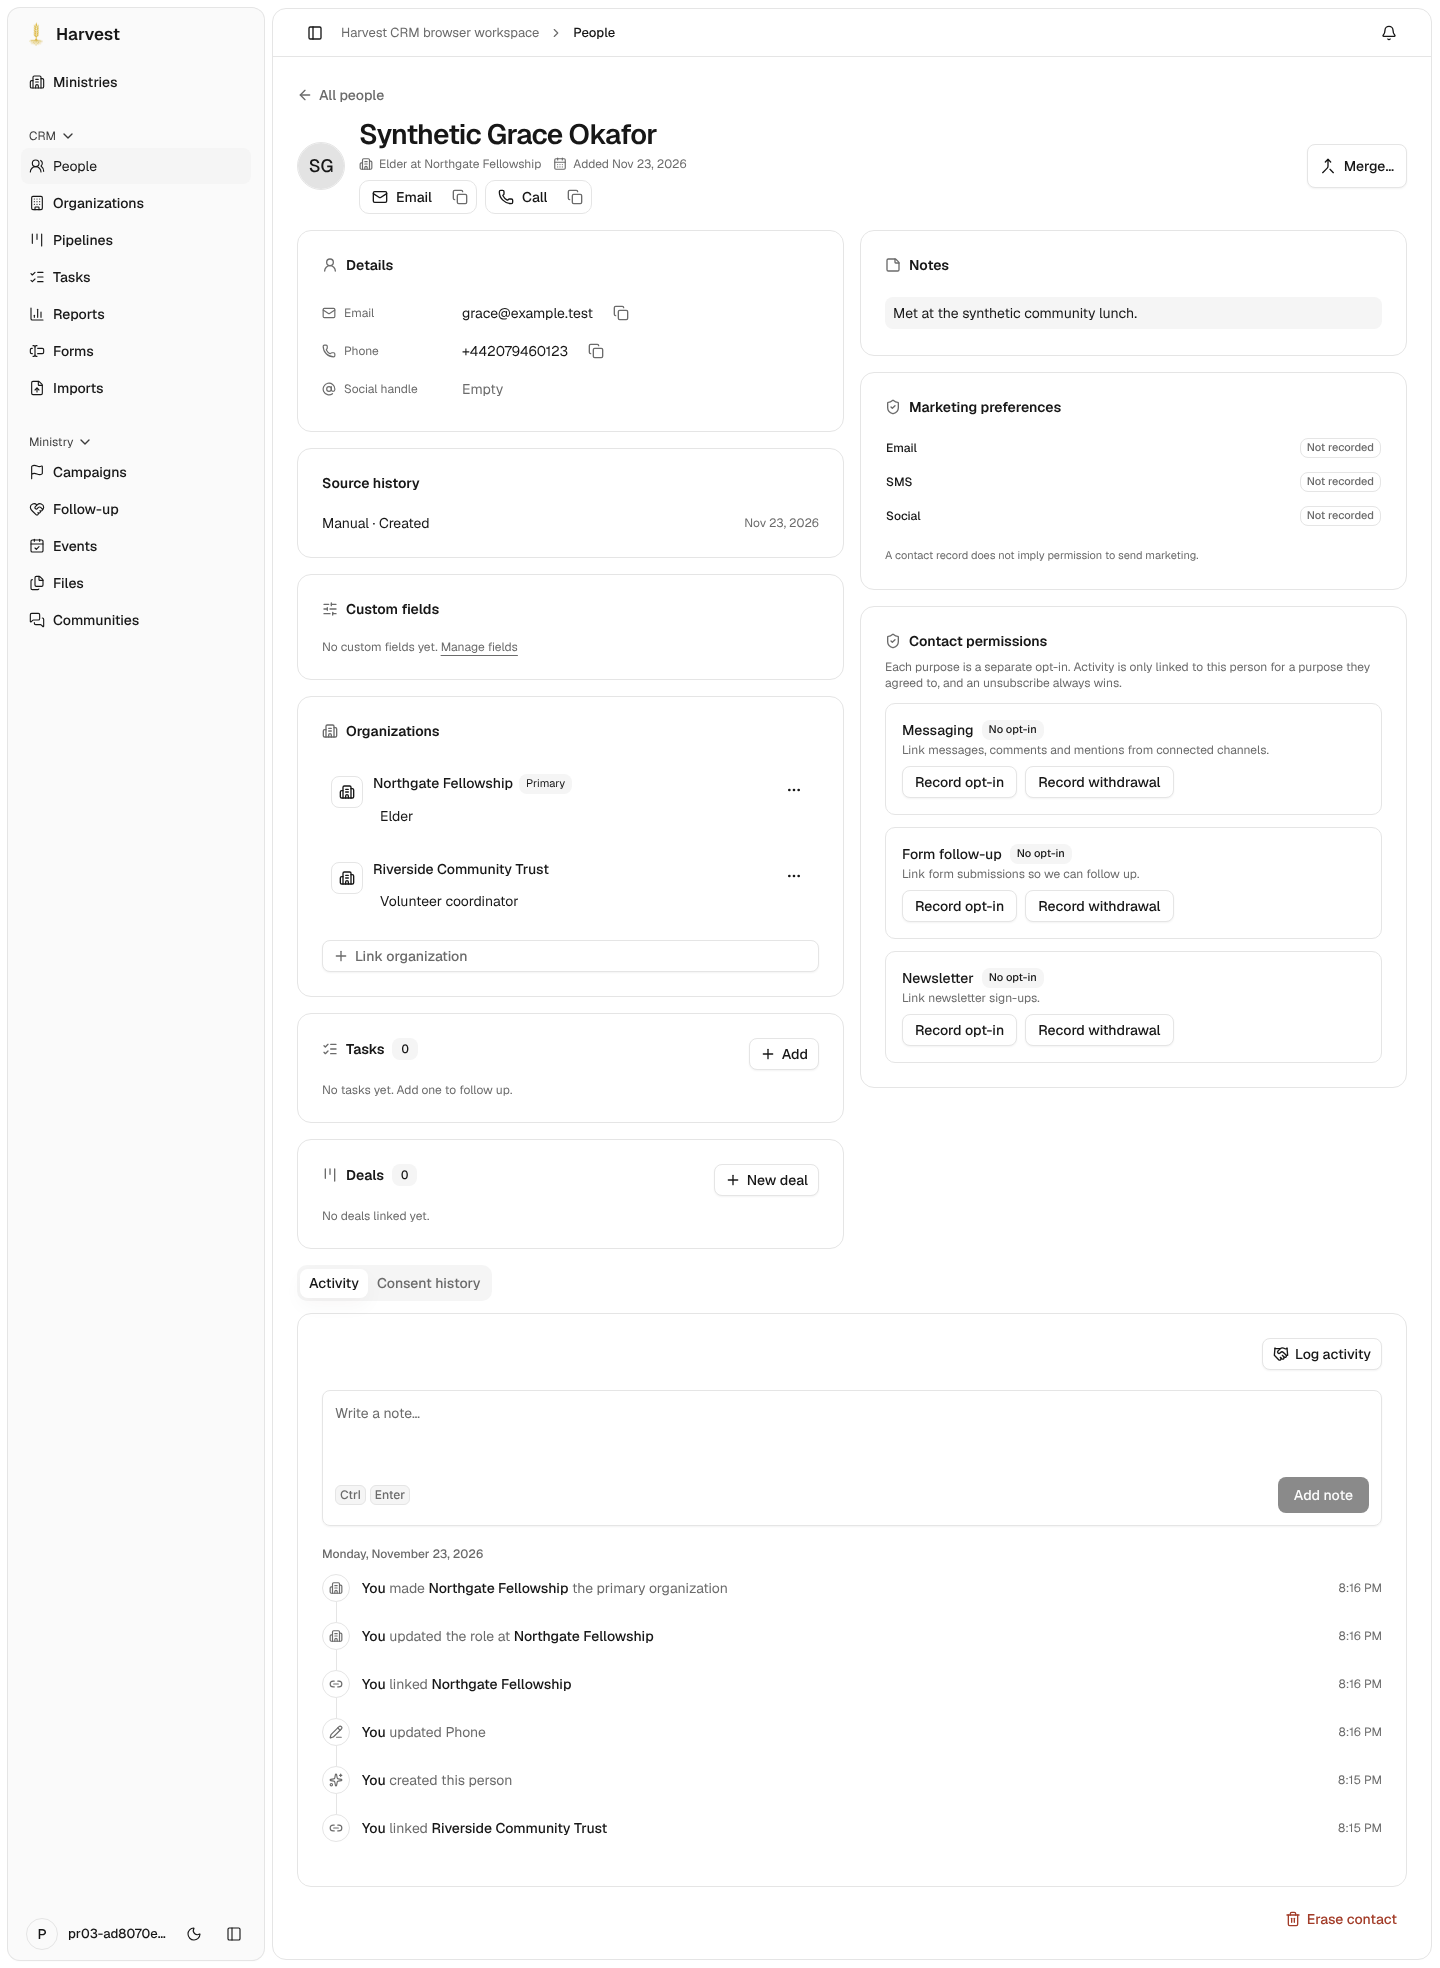 Harvest
Ministries
CRM
People
Organizations
Pipelines
Tasks
Reports
Forms
Imports
Ministry
Campaigns
Follow-up
Events
Files
Communities
P pr03-ad8070e...
Harvest CRM browser workspace > People
All people
SG
Synthetic Grace Okafor
Elder at Northgate Fellowship Added Nov 23, 2026
Email Call
Merge...
Details
Email grace@example.test
Phone +442079460123
Social handle Empty
Source history
Manual · Created Nov 23, 2026
Custom fields
No custom fields yet. Manage fields
Organizations
Northgate Fellowship Primary
Elder
Riverside Community Trust
Volunteer coordinator
Link organization
Tasks 0
Add
No tasks yet. Add one to follow up.
Deals 0
New deal
No deals linked yet.
Notes
Met at the synthetic community lunch.
Marketing preferences
Email Not recorded
SMS Not recorded
Social Not recorded
A contact record does not imply permission to send marketing.
Contact permissions
Each purpose is a separate opt-in. Activity is only linked to this person for a purpose they
agreed to, and an unsubscribe always wins.
Messaging No opt-in
Link messages, comments and mentions from connected channels.
Record opt-in Record withdrawal
Form follow-up No opt-in
Link form submissions so we can follow up.
Record opt-in Record withdrawal
Newsletter No opt-in
Link newsletter sign-ups.
Record opt-in Record withdrawal
Activity Consent history
Log activity
Write a note...
Ctrl Enter
Add note
Monday, November 23, 2026
You made Northgate Fellowship the primary organization 8:16 PM
You updated the role at Northgate Fellowship 8:16 PM
You linked Northgate Fellowship 8:16 PM
You updated Phone 8:16 PM
You created this person 8:15 PM
You linked Riverside Community Trust 8:15 PM
Erase contact